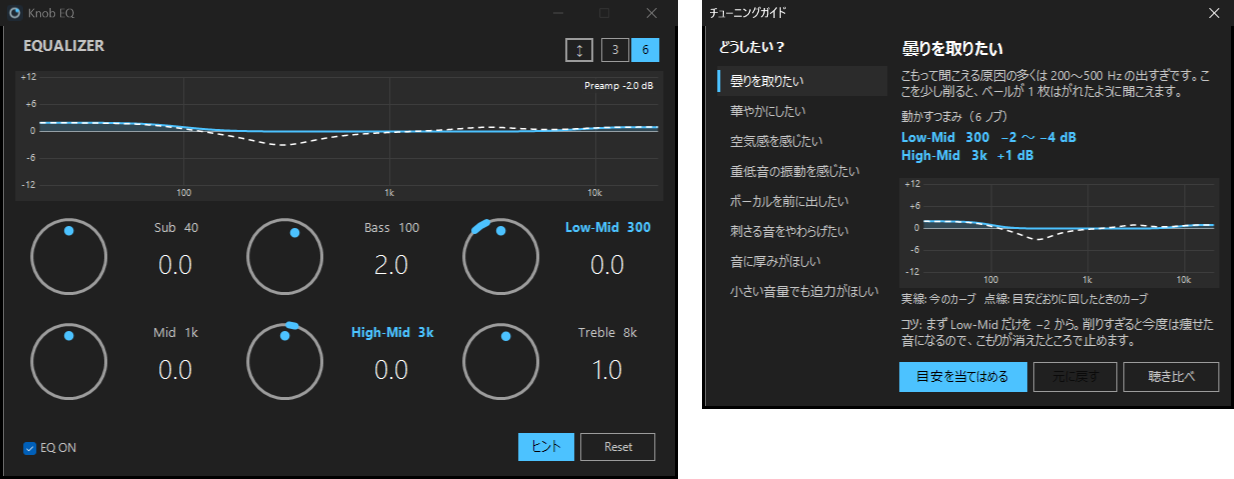 Knob EQ
EQUALIZER
3
6
+12
+6
0
-6
-12
Preamp -2.0 dB
100
1k
10k
Sub 40
0.0
Bass 100
2.0
Low-Mid 300
0.0
Mid 1k
0.0
High-Mid 3k
0.0
Treble 8k
1.0
EQ ON
ヒント
Reset
チューニングガイド
どうしたい？
曇りを取りたい
華やかにしたい
空気感を感じたい
重低音の振動を感じたい
ボーカルを前に出したい
刺さる音をやわらげたい
音に厚みがほしい
小さい音量でも迫力がほしい
曇りを取りたい
こもって聞こえる原因の多くは 200～500 Hz の出すぎです。こ
こを少し削ると、ベールが 1 枚はがれたように聞こえます。
動かすつまみ（6 ノブ）
Low-Mid 300 −2 ～ −4 dB
High-Mid 3k +1 dB
+12
+6
0
-6
-12
100
1k
10k
実線: 今のカーブ 点線: 目安どおりに回したときのカーブ
コツ: まず Low-Mid だけを −2 から。削りすぎると今度は痩せた
音になるので、こもりが消えたところで止めます。
目安を当てはめる
元に戻す
聴き比べ